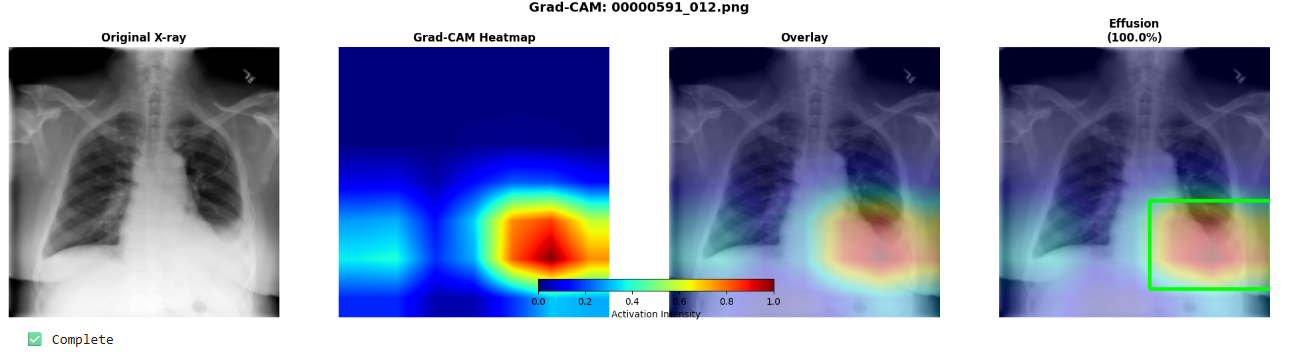 Grad-CAM: 00000591_012.png
Original X-ray
Grad-CAM Heatmap
Overlay
Effusion
(100.0%)
0.0 0.2 0.4 0.6 0.8 1.0
Activation Intensity
Complete